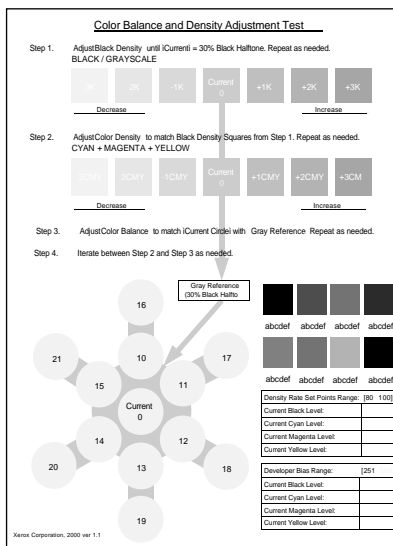 Color Balance and Density Adjustment Test
Step 1. AdjustBlack Density until iCurrenti = 30% Black Halftone. Repeat as needed.
BLACK / GRAYSCALE
-3K -2K -1K Current 0 +1K +2K +3K
Decrease Increase
Step 2. AdjustColor Density to match Black Density Squares from Step 1. Repeat as needed.
CYAN + MAGENTA + YELLOW
-3CMY -2CMY -1CMY Current 0 +1CMY +2CMY +3CM
Decrease Increase
Step 3. AdjustColor Balance to match iCurrent Circlei with Gray Reference Repeat as needed.
Step 4. Iterate between Step 2 and Step 3 as needed.
Gray Reference
(30% Black Halfto
16
21 10 17
15 11
Current
0
14 12
20 13 18
19
abcdef abcdef abcdef abcdef
abcdef abcdef abcdef abcdef
Density Rate Set Points Range: [80 100]
Current Black Level:
Current Cyan Level:
Current Magenta Level:
Current Yellow Level:
Developer Bias Range: [251
Current Black Level:
Current Cyan Level:
Current Magenta Level:
Current Yellow Level:
Xerox Corporation, 2000 ver 1.1